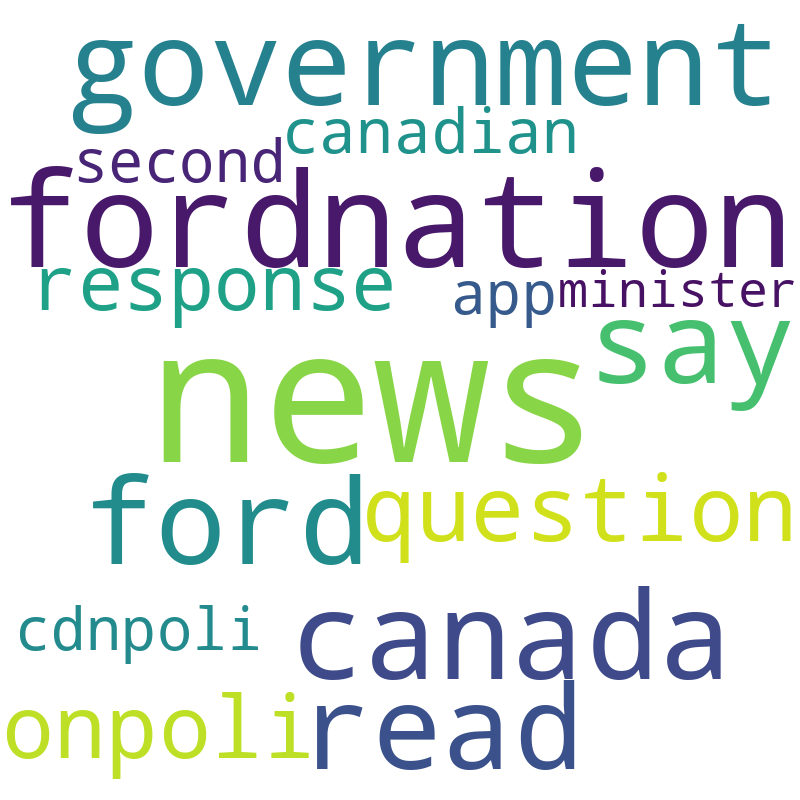 government
canadian
second
fordnation
response
app
minister
say
news
ford
question
cdnpoli
canada
onpoli
read